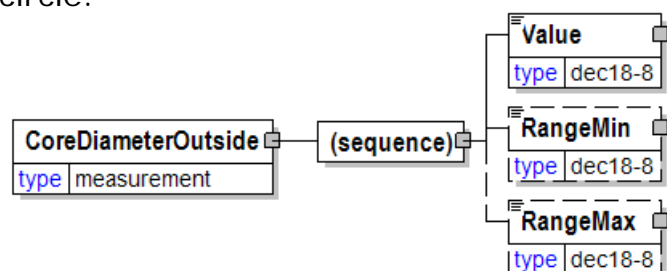 circle.
Value
type dec18-8
CoreDiameterOutside
type measurement
(sequence)
RangeMin
type dec18-8
RangeMax
type dec18-8